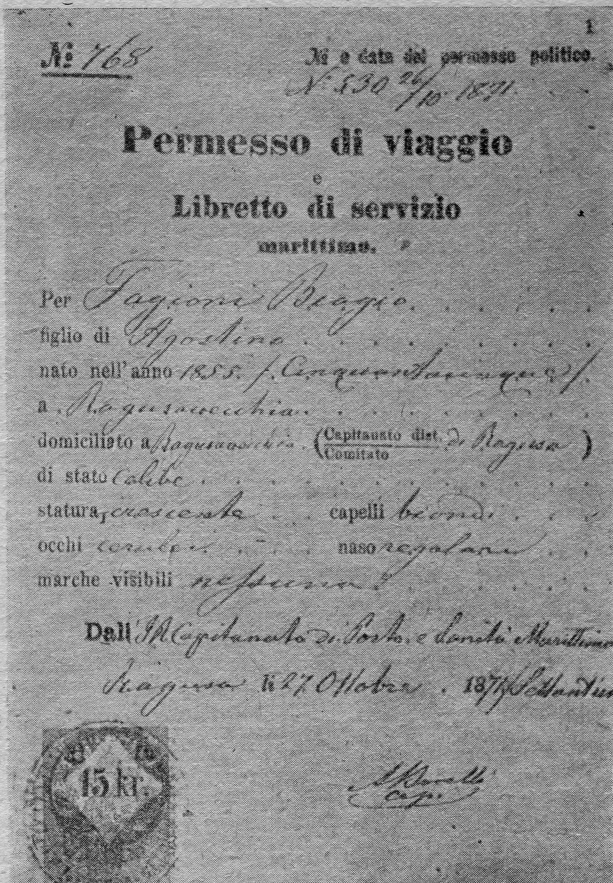 1
№ 768
№ e data del permesso politico.
N. 530 26/10 1871.
Permesso di viaggio
e
Libretto di servizio
marittimo.
Per Fagioni Biagio
figlio di Agostino
nato nell'anno 1855. /. Cinquantacinque /.
a Ragusavecchia
domiciliato a Ragusavecchia (Capitanato dist. Comitato di Ragusa)
di stato Celibe
statura, crescente capelli biondi
occhi cerulei naso regolare
marche visibili nessuna
Dall' I R Capitanato di Porto e Sanità Marittima
Ragusa li 27 Ottobre 1871
15 kr.
Cap.